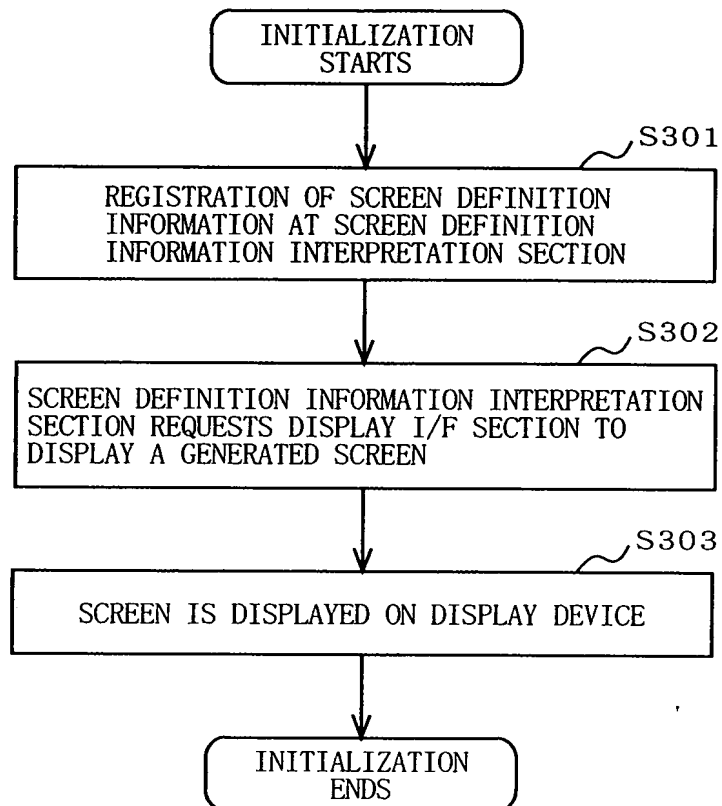 INITIALIZATION
STARTS
S301
REGISTRATION OF SCREEN DEFINITION
INFORMATION AT SCREEN DEFINITION
INFORMATION INTERPRETATION SECTION
S302
SCREEN DEFINITION INFORMATION INTERPRETATION
SECTION REQUESTS DISPLAY I/F SECTION TO
DISPLAY A GENERATED SCREEN
S303
SCREEN IS DISPLAYED ON DISPLAY DEVICE
INITIALIZATION
ENDS